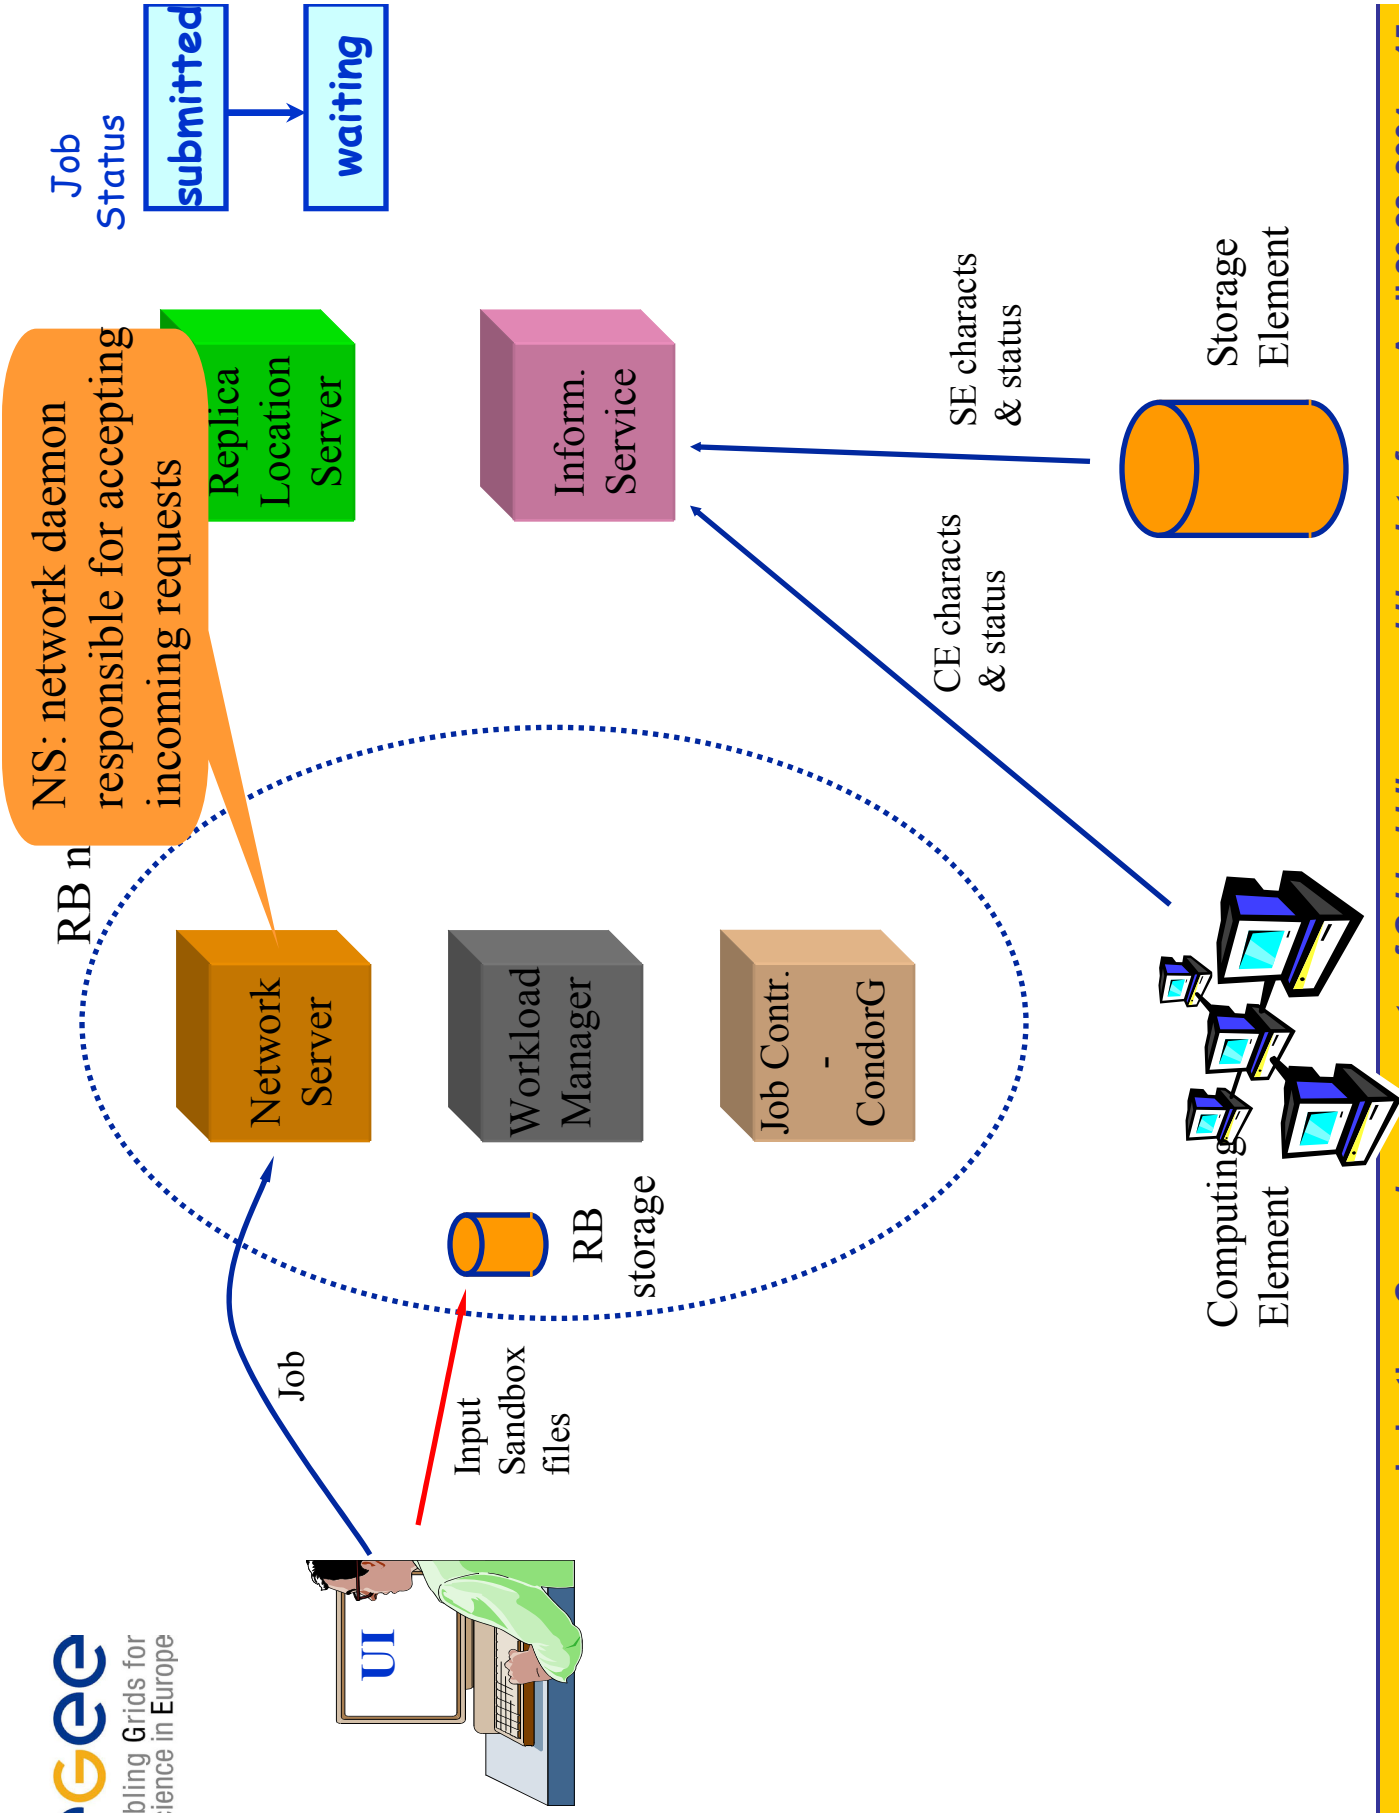 bling Grids for
ience in Europe
UI
Job
Input
Sandbox
files
RB n
NS: network daemon
responsible for accepting
incoming requests
Network
Server
Workload
Manager
Job Contr.
-
CondorG
RB
storage
Replica
Location
Server
Inform.
Service
Job
Status
submitted
waiting
CE characts
& status
SE characts
& status
Computing
Element
Storage
Element